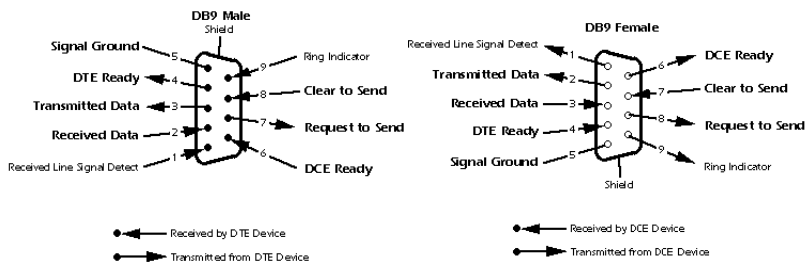 DB9 Male
Shield
Signal Ground
5
DTE Ready
4
Transmitted Data
3
Received Data
2
Received Line Signal Detect
1
9
Ring Indicator
8
Clear to Send
7
Request to Send
6
DCE Ready
Received by DTE Device
Transmitted from DTE Device
DB9 Female
Received Line Signal Detect
1
Transmitted Data
2
Received Data
3
DTE Ready
4
Signal Ground
5
6
DCE Ready
7
Clear to Send
8
Request to Send
9
Ring Indicator
Shield
Received by DCE Device
Transmitted from DCE Device